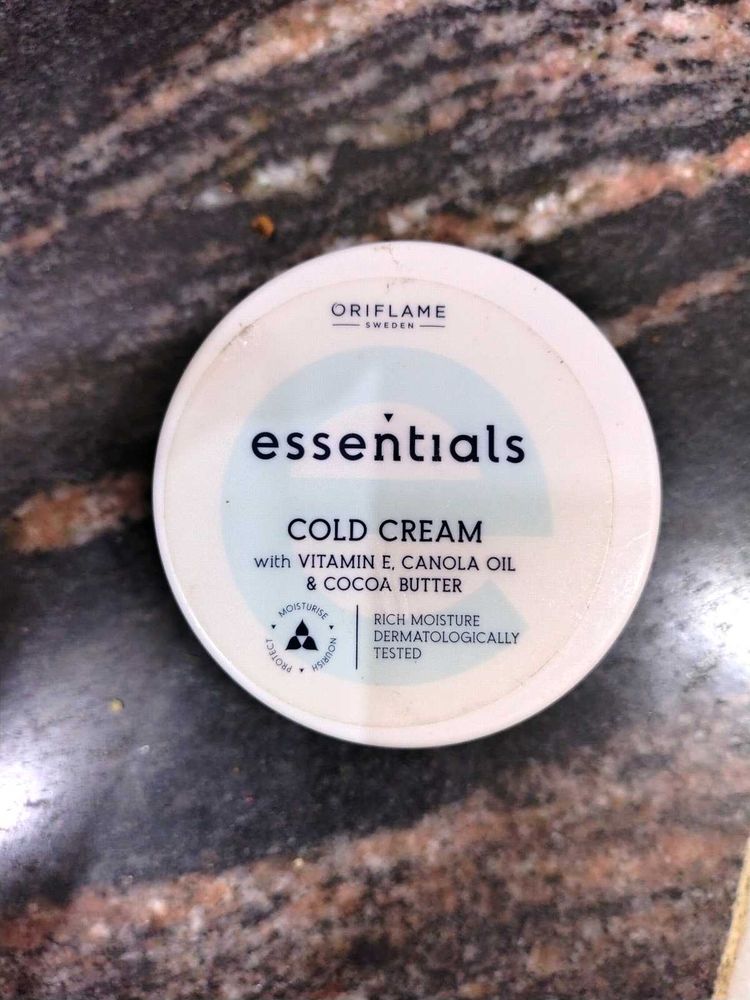 ORIFLAME
SWEDEN
essentials
COLD CREAM
with VITAMIN E, CANOLA OIL
& COCOA BUTTER
MOISTURISE
NOURISH
PROTECT
RICH MOISTURE
DERMATOLOGICALLY
TESTED